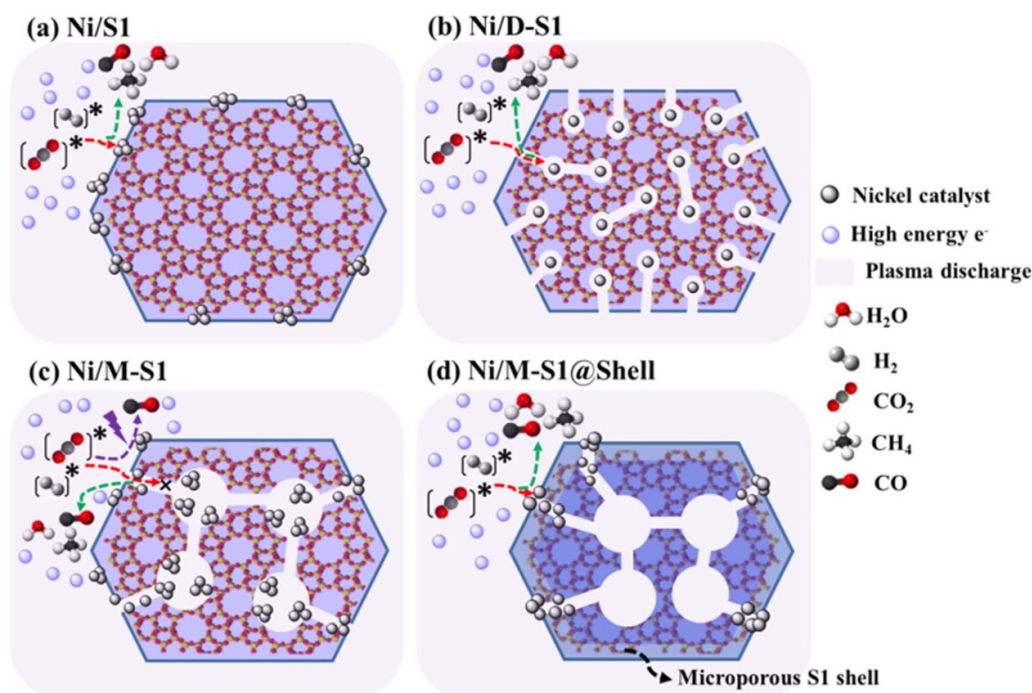 (a) Ni/S1
(b) Ni/D-S1
[ ]*
[ ]*
[ ]*
[ ]*
(c) Ni/M-S1
(d) Ni/M-S1@Shell
[ ]*
[ ]*
×
[ ]*
[ ]*
Microporous S1 shell
Nickel catalyst
High energy e⁻
Plasma discharge
H₂O
H₂
CO₂
CH₄
CO